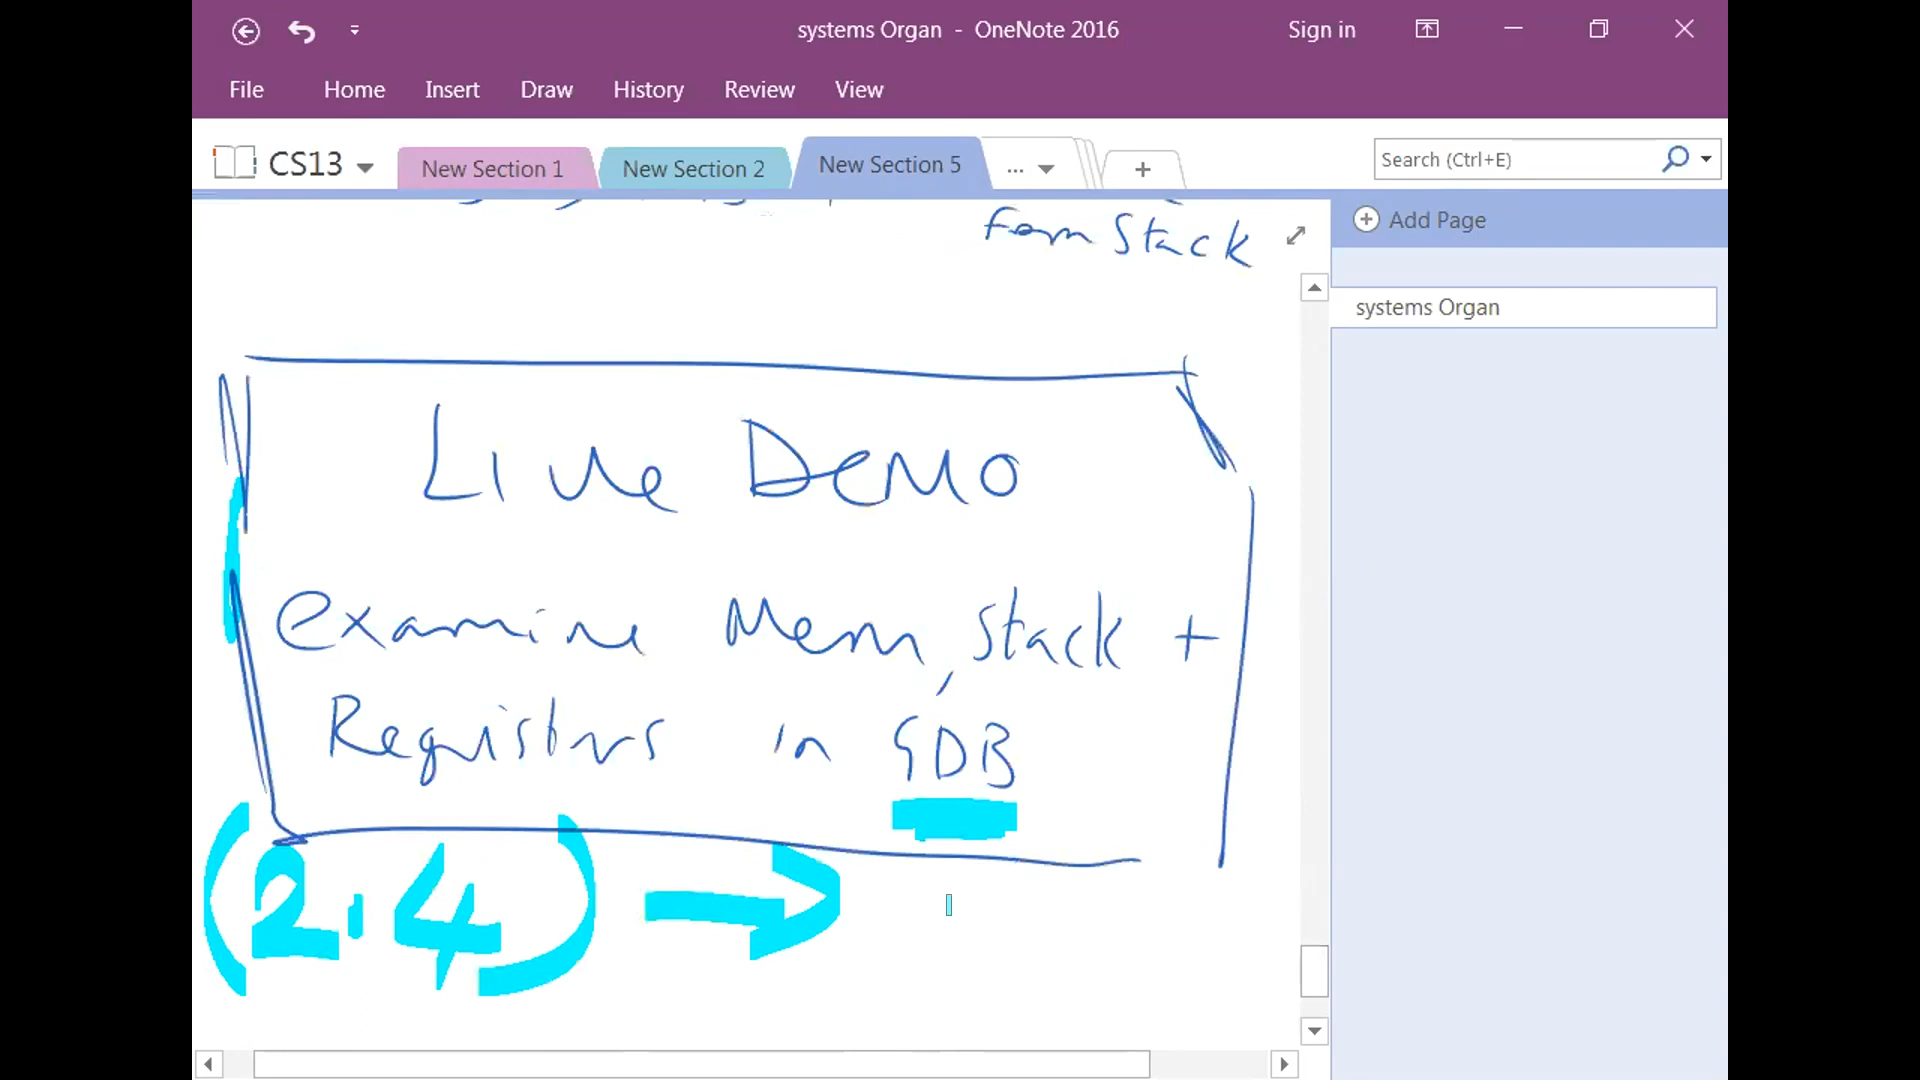 systems Organ - OneNote 2016
Sign in
File Home Insert Draw History Review View
CS13
New Section 1
New Section 2
New Section 5
...
+
Search (Ctrl+E)
Add Page
systems Organ
Stack
Live Demo
examine Mem, Stack +
Registers in GDB
(2.4) →